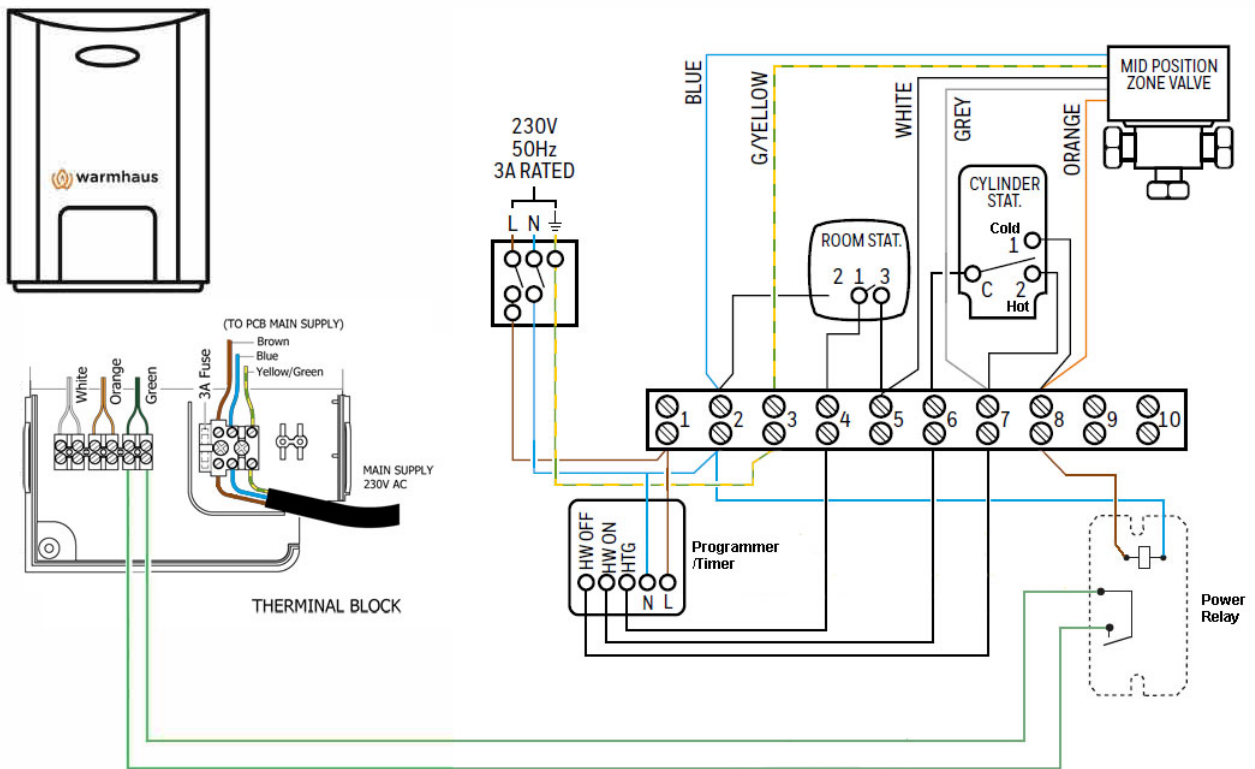 warmhaus
(TO PCB MAIN SUPPLY)
Brown
Blue
Yellow/Green
White
Orange
Green
3A Fuse
MAIN SUPPLY
230V AC
THERMINAL BLOCK
230V
50Hz
3A RATED
L N
BLUE
G/YELLOW
WHITE
GREY
ORANGE
MID POSITION
ZONE VALVE
ROOM STAT.
2 1 3
CYLINDER
STAT.
Cold
1
C 2
Hot
1 2 3 4 5 6 7 8 9 10
HW OFF
HW ON
HTG
N L
Programmer
/Timer
Power
Relay